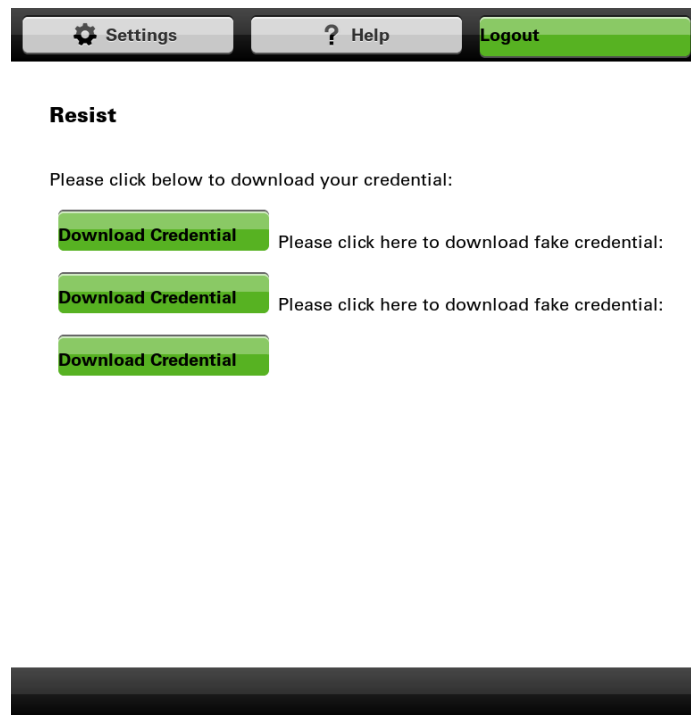 Settings
Help
Logout
Resist
Please click below to download your credential:
Download Credential Please click here to download fake credential:
Download Credential Please click here to download fake credential:
Download Credential